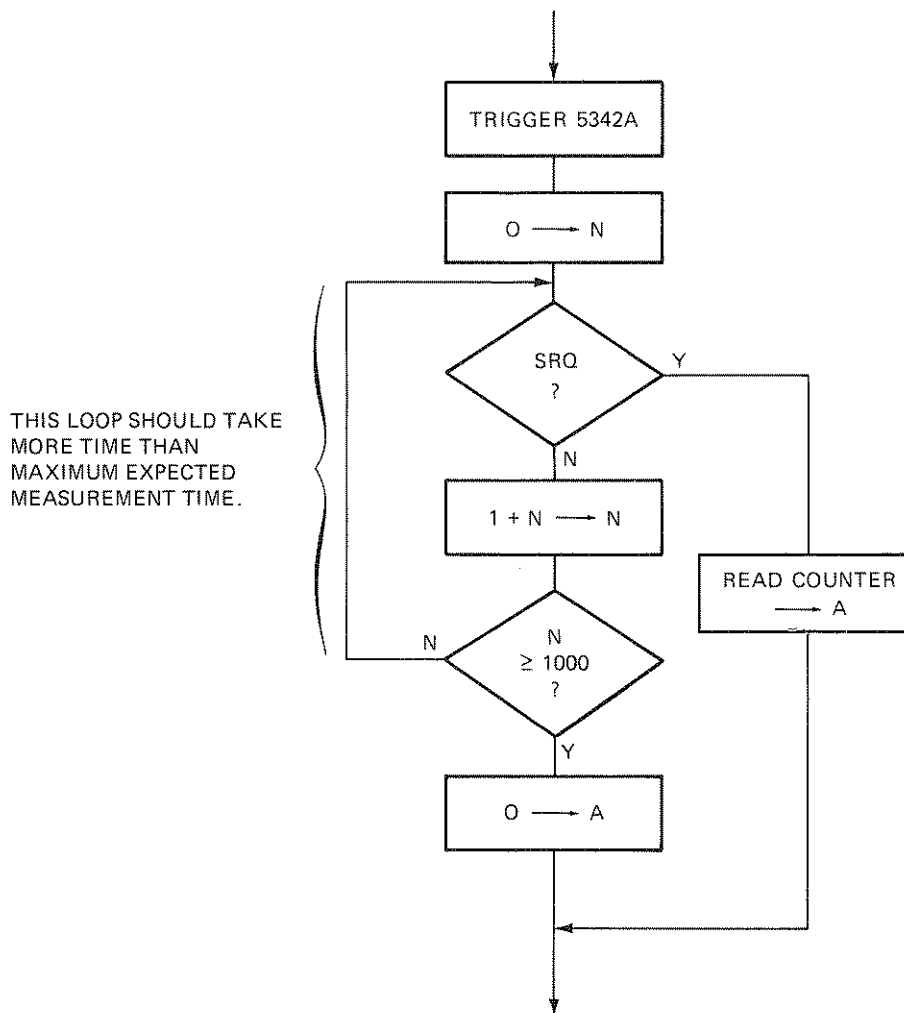 TRIGGER 5342A
O → N
SRQ
?
Y
N
THIS LOOP SHOULD TAKE
MORE TIME THAN
MAXIMUM EXPECTED
MEASUREMENT TIME.
1 + N → N
READ COUNTER
→ A
N
N
≥ 1000
?
Y
O → A